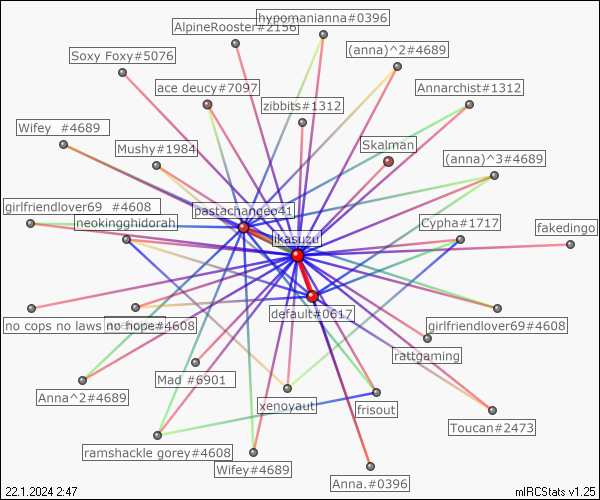 hypomanianna#0396
AlpineRooster#2156
(anna)^2#4689
Soxy Foxy#5076
ace deucy#7097
Annarchist#1312
zibbits#1312
Wifey #4689
Mushy#1984
Skalman
(anna)^3#4689
girlfriendlover69 #4608
pastachangeo41
neokingghidorah
Cypha#1717
fakedingo
ikasuzu
default#0617
no cops no laws no hope#4608
girlfriendlover69#4608
rattgaming
Mad #6901
Anna^2#4689
xenoyaut
frisout
Toucan#2473
ramshackle gorey#4608
Wifey#4689
Anna.#0396
22.1.2024 2:47
mIRCStats v1.25